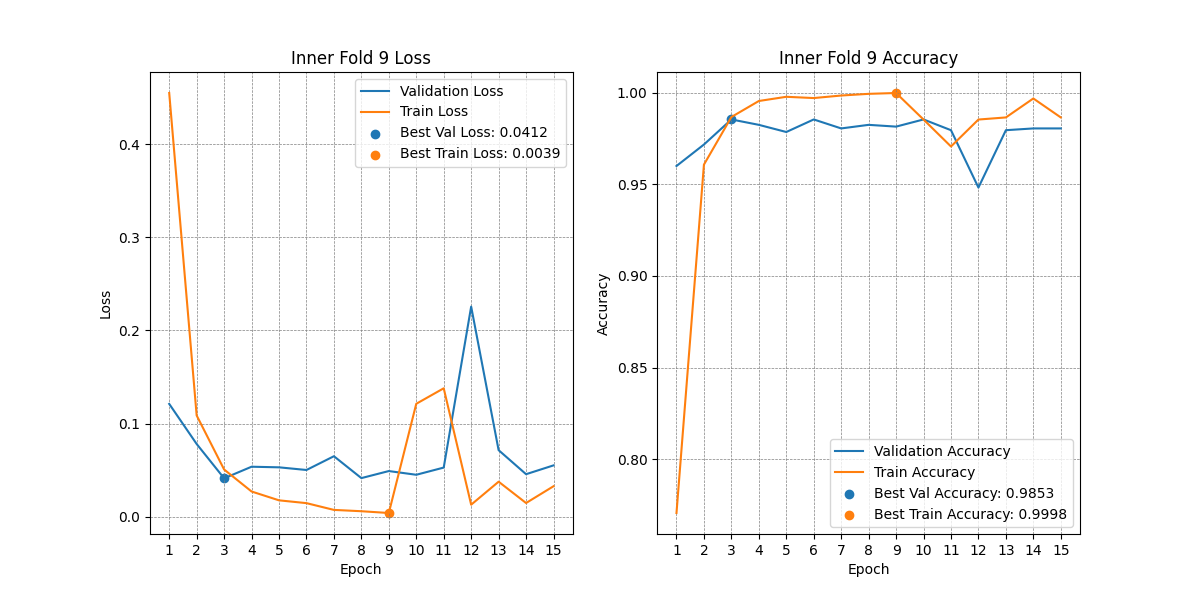 Inner Fold 9 Loss
Validation Loss
Train Loss
Best Val Loss: 0.0412
Best Train Loss: 0.0039
0.4
0.3
0.2
0.1
0.0
Loss
1 2 3 4 5 6 7 8 9 10 11 12 13 14 15
Epoch
Inner Fold 9 Accuracy
1.00
0.95
0.90
0.85
0.80
Accuracy
Validation Accuracy
Train Accuracy
Best Val Accuracy: 0.9853
Best Train Accuracy: 0.9998
1 2 3 4 5 6 7 8 9 10 11 12 13 14 15
Epoch